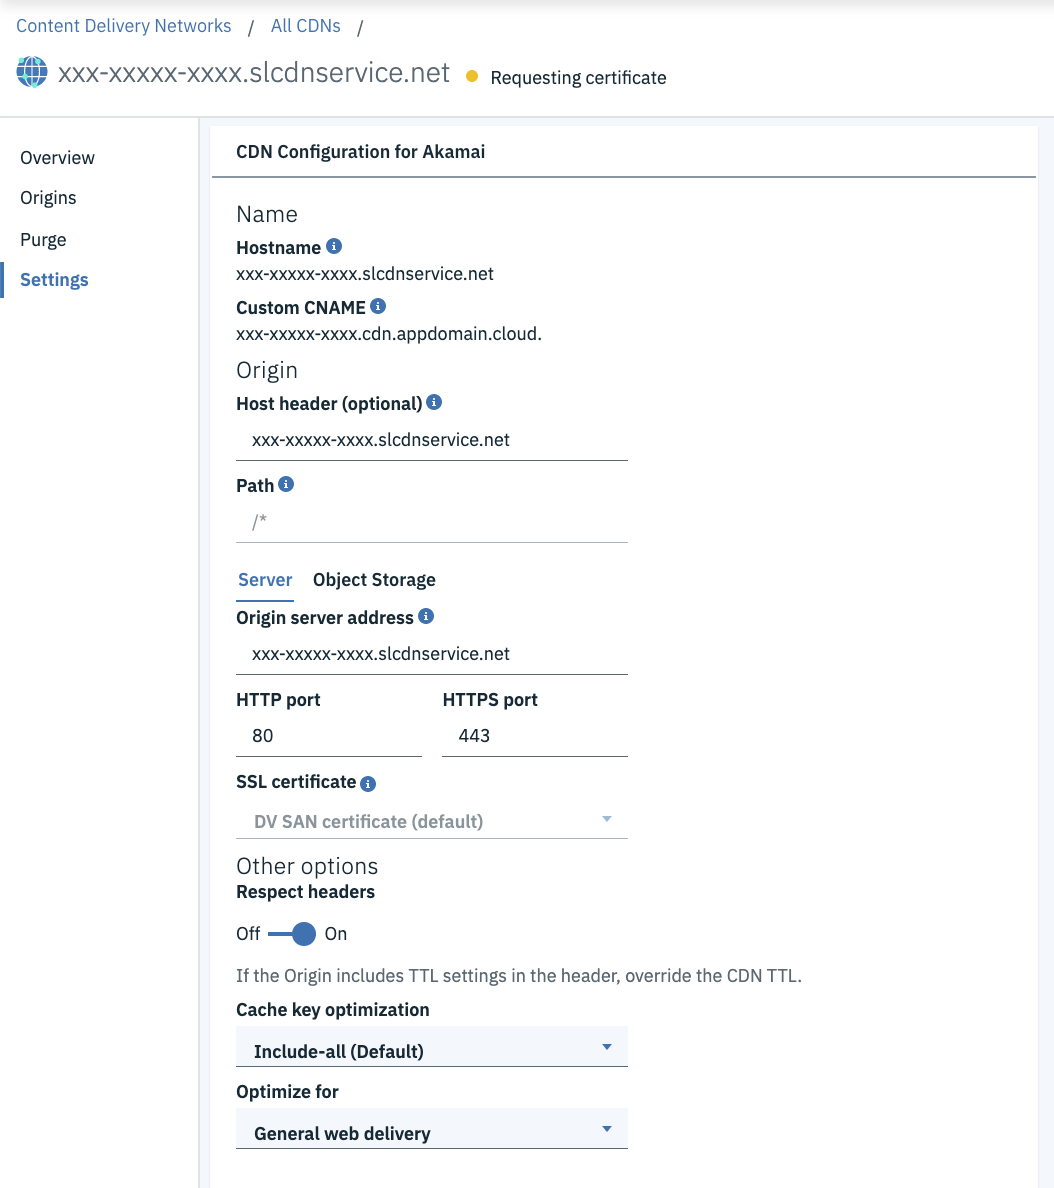 Content Delivery Networks / All CDNs /
xxx-xxxxx-xxxx.slcdnservice.net Requesting certificate
Overview
Origins
Purge
Settings
CDN Configuration for Akamai
Name
Hostname
xxx-xxxxx-xxxx.slcdnservice.net
Custom CNAME
xxx-xxxxx-xxxx.cdn.appdomain.cloud.
Origin
Host header (optional)
xxx-xxxxx-xxxx.slcdnservice.net
Path
/*
Server Object Storage
Origin server address
xxx-xxxxx-xxxx.slcdnservice.net
HTTP port HTTPS port
80 443
SSL certificate
DV SAN certificate (default)
Other options
Respect headers
Off On
If the Origin includes TTL settings in the header, override the CDN TTL.
Cache key optimization
Include-all (Default)
Optimize for
General web delivery